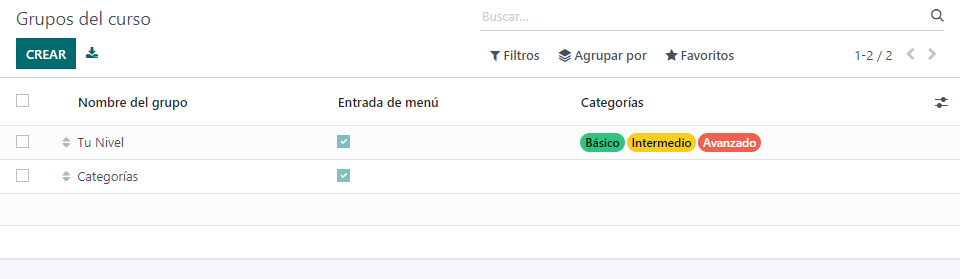 Grupos del curso
Buscar...
CREAR
Filtros Agrupar por Favoritos 1-2 / 2
Nombre del grupo Entrada de menú Categorías
Tu Nivel Básico Intermedio Avanzado
Categorías